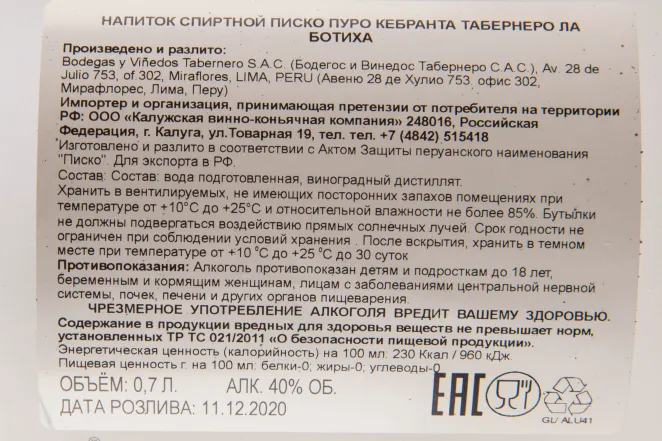 НАПИТОК СПИРТНОЙ ПИСКО ПУРО КЕБРАНТА ТАБЕРНЕРО ЛА
БОТИХА
Произведено и разлито:
Bodegas y Viñedos Tabernero S.A.C. (Бодегос и Винедос Табернеро С.А.С.), Av. 28 de
Julio 753, of 302, Miraflores, LIMA, PERU (Авеню 28 де Хулио 753, офис 302,
Мирафлорес, Лима, Перу)
Импортер и организация, принимающая претензии от потребителя на территории
РФ: ООО «Калужская винно-коньячная компания» 248016, Российская
Федерация, г. Калуга, ул.Товарная 19, тел. тел. +7 (4842) 515418
Изготовлено и разлито в соответствии с Актом Защиты перуанского наименования
"Писко". Для экспорта в РФ.
Состав: Состав: вода подготовленная, виноградный дистиллят.
Хранить в вентилируемых, не имеющих посторонних запахов помещениях при
температуре от +10°С до +25°С и относительной влажности не более 85%. Бутылки
не должны подвергаться воздействию прямых солнечных лучей. Срок годности не
ограничен при соблюдении условий хранения . После вскрытия, хранить в темном
месте при температуре от +10 °С до +25 °С до 30 суток
Противопоказания: Алкоголь противопоказан детям и подросткам до 18 лет,
беременным и кормящим женщинам, лицам с заболеваниями центральной нервной
системы, почек, печени и других органов пищеварения.
ЧРЕЗМЕРНОЕ УПОТРЕБЛЕНИЕ АЛКОГОЛЯ ВРЕДИТ ВАШЕМУ ЗДОРОВЬЮ.
Содержание в продукции вредных для здоровья веществ не превышает норм,
установленных ТР ТС 021/2011 «О безопасности пищевой продукции».
Энергетическая ценность (калорийность) на 100 мл: 230 Ккал / 960 кДж.
Пищевая ценность г. на 100 мл: белки-0; жиры-0; углеводы-0
ОБЪЁМ: 0,7 Л. АЛК. 40% ОБ.
ДАТА РОЗЛИВА: 11.12.2020
ЕАС
GL/ ALU41